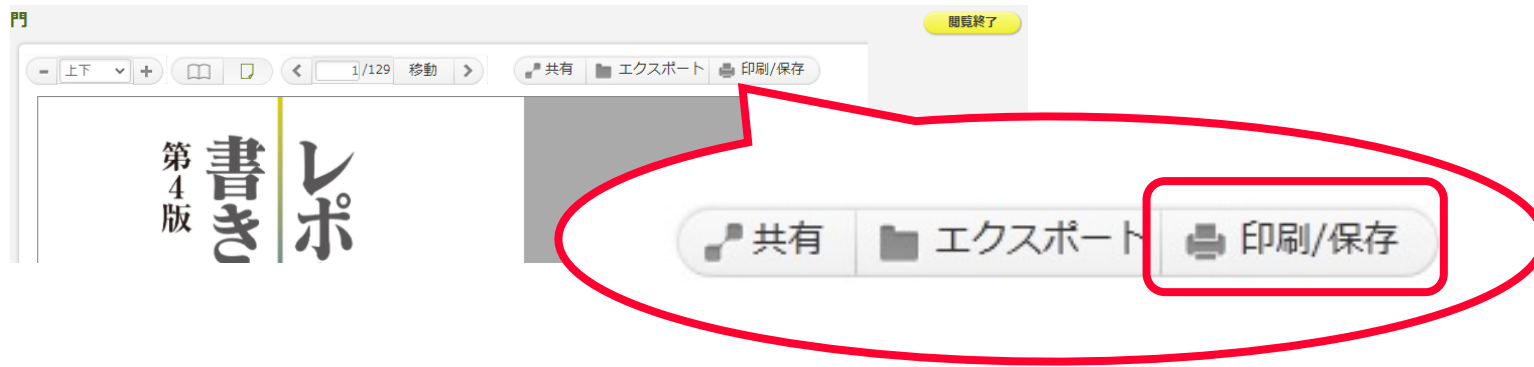 門
閲覧終了
- 上下 + 1/129 移動 共有 エクスポート 印刷/保存
レポ
書き
第4版
共有 エクスポート 印刷/保存